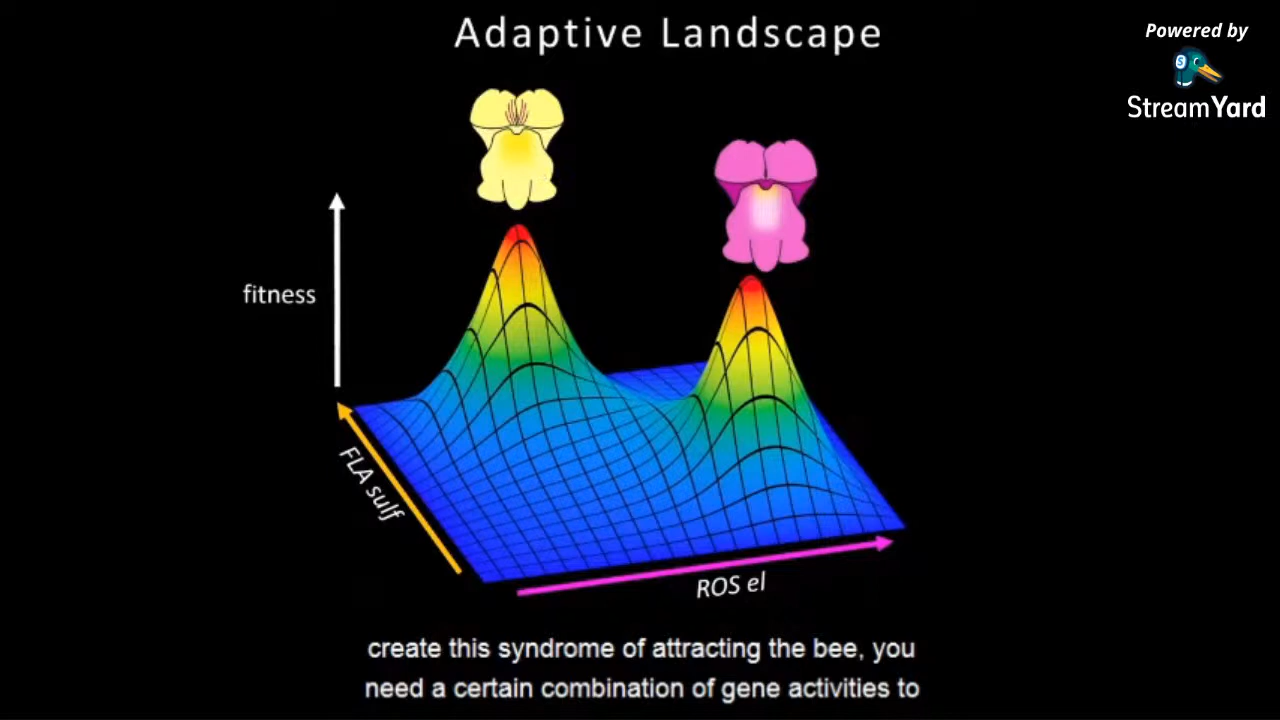 Adaptive Landscape
Powered by
StreamYard
fitness
FLA sulf
ROS el
create this syndrome of attracting the bee, you
need a certain combination of gene activities to